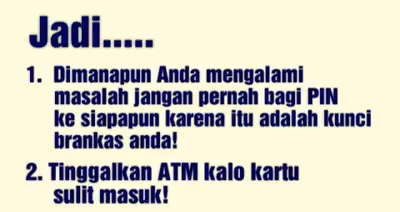 Jadi.....
1. Dimanapun Anda mengalami
masalah jangan pernah bagi PIN
ke siapapun karena itu adalah kunci
brankas anda!
2. Tinggalkan ATM kalo kartu
sulit masuk!